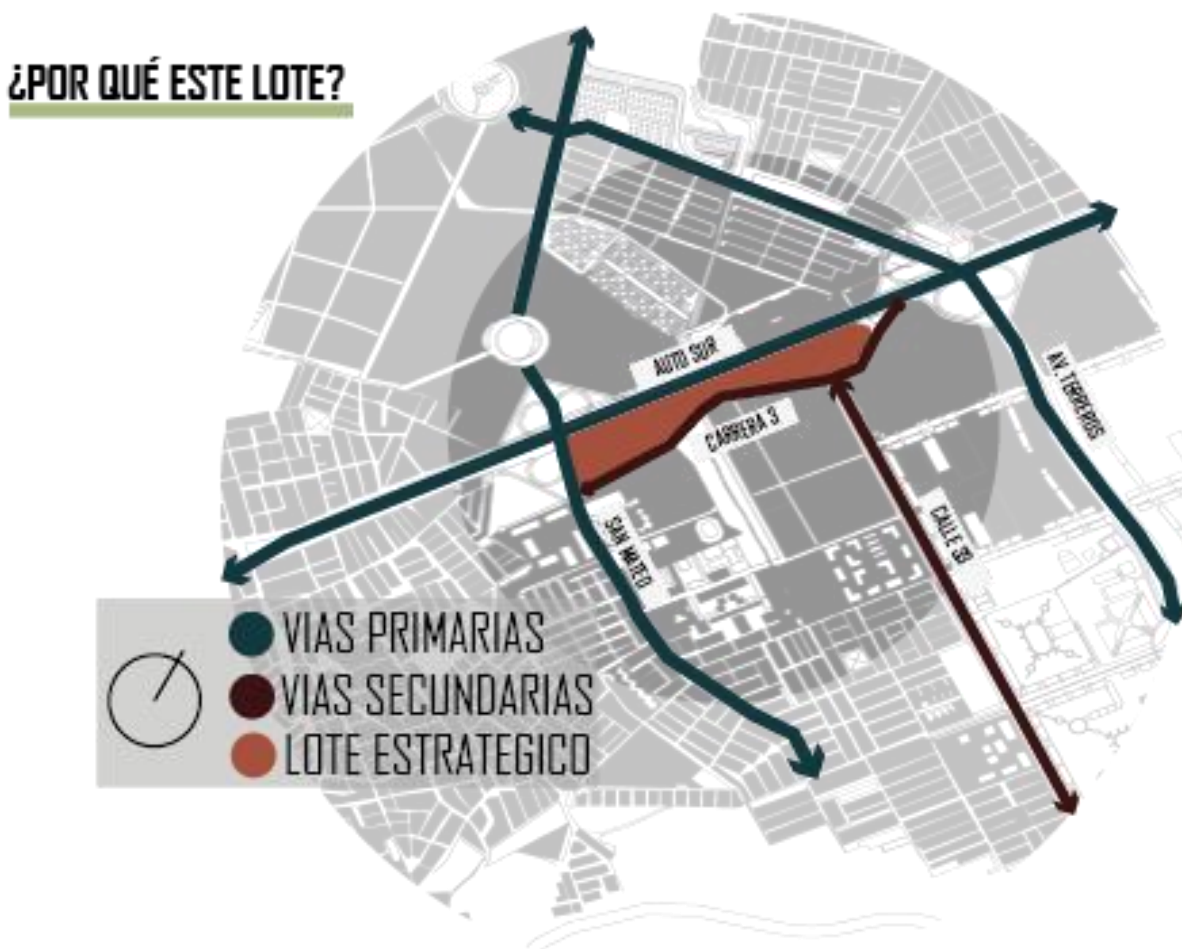 ¿POR QUÉ ESTE LOTE?
AUTO SUR
CARRERA 3
AV. TERREROS
SAN MATEO
CALLE
VIAS PRIMARIAS
VIAS SECUNDARIAS
LOTE ESTRATEGICO